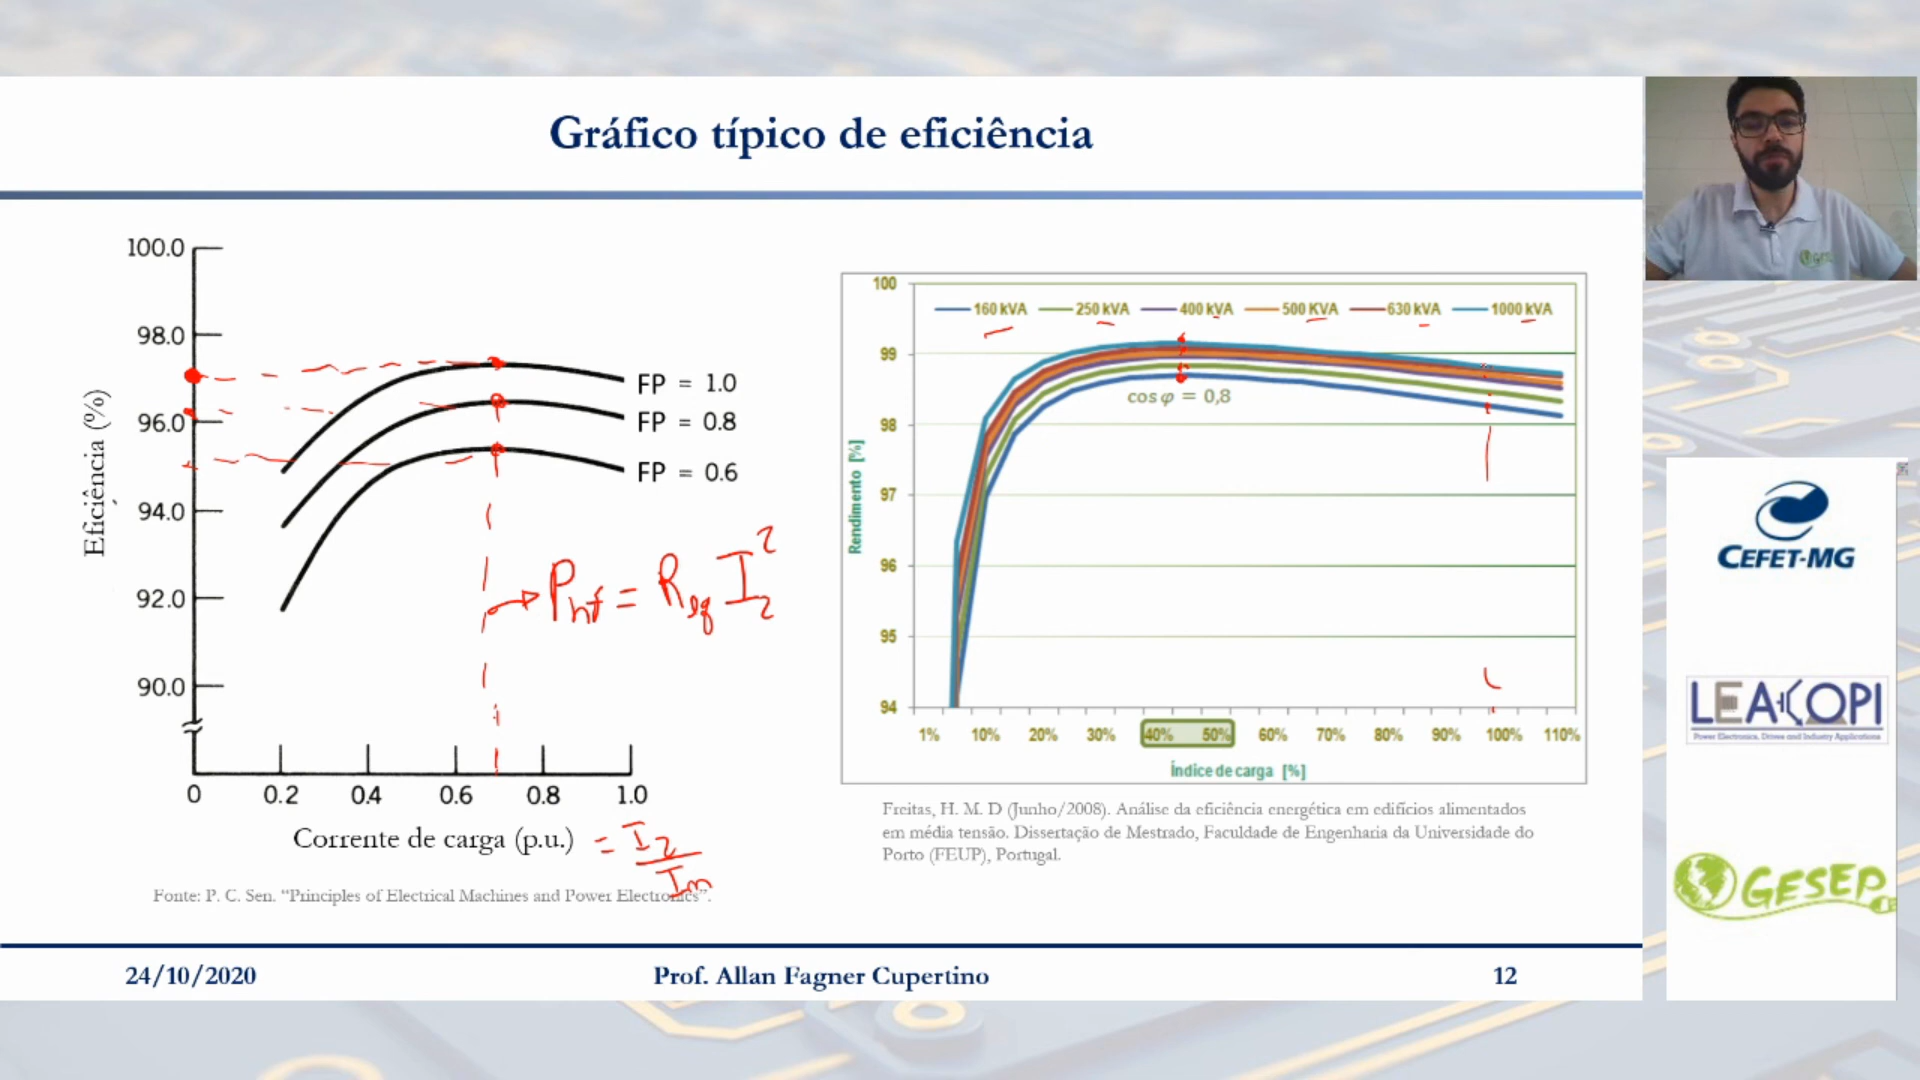 Gráfico típico de eficiência
100.0
98.0
96.0
94.0
92.0
90.0
Eficiência (%)
FP = 1.0
FP = 0.8
FP = 0.6
Phf = Req I2²
0 0.2 0.4 0.6 0.8 1.0
Corrente de carga (p.u.) = I2/In
Fonte: P. C. Sen. “Principles of Electrical Machines and Power Electronics”.
160 kVA 250 kVA 400 kVA 500 KVA 630 kVA 1000 kVA
100
99
98
97
96
95
94
Rendimento [%]
cos φ = 0,8
1% 10% 20% 30% 40% 50% 60% 70% 80% 90% 100% 110%
Índice de carga [%]
Freitas, H. M. D (Junho/2008). Análise da eficiência energética em edifícios alimentados
em média tensão. Dissertação de Mestrado, Faculdade de Engenharia da Universidade do
Porto (FEUP), Portugal.
24/10/2020
Prof. Allan Fagner Cupertino
12
CEFET-MG
LEACOPI
Power Electronics, Drives and Industry Applications
GESEP